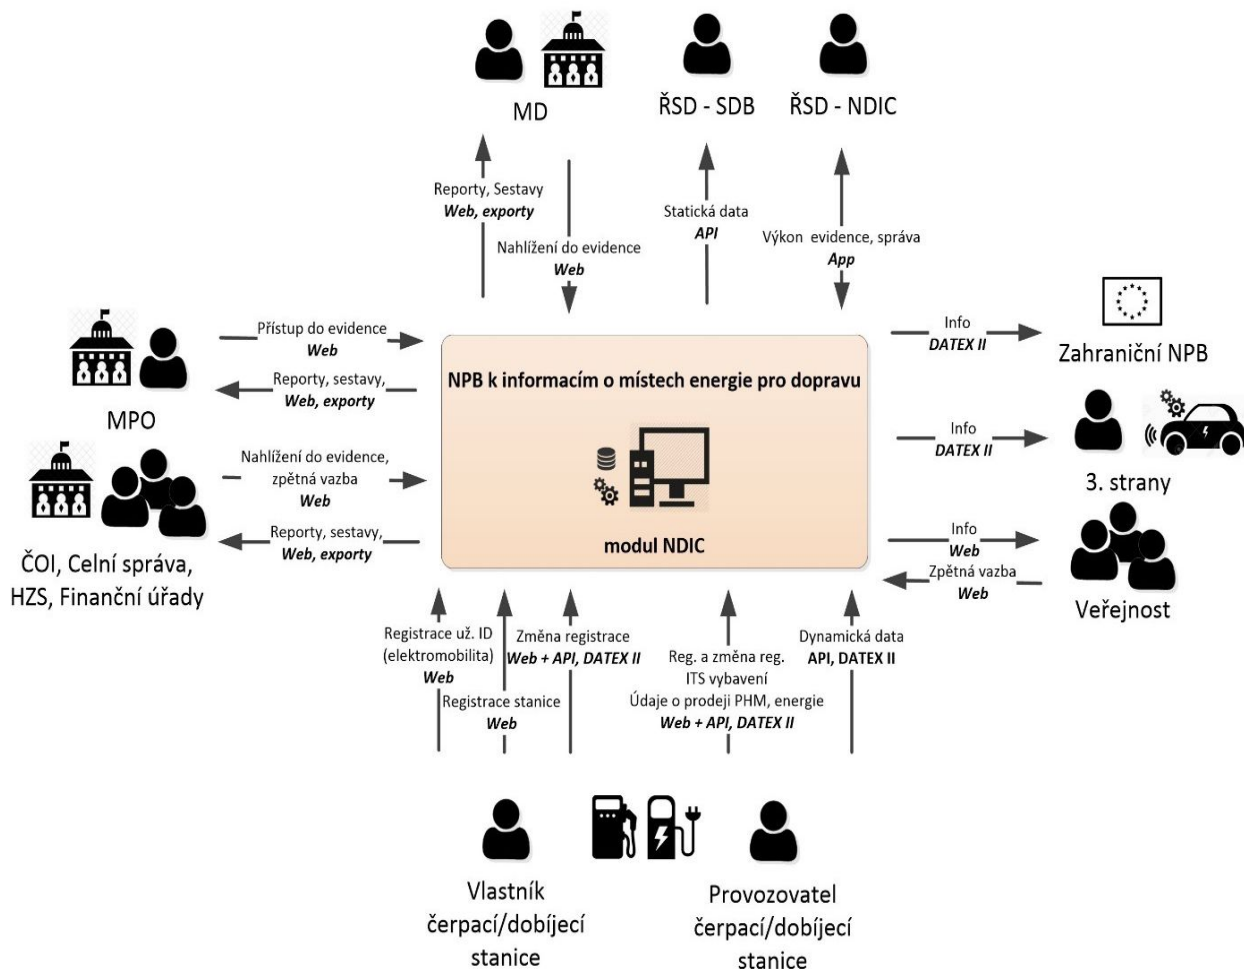 MD
ŘSD - SDB
ŘSD - NDIC
Reporty, Sestavy
Web, exporty
Nahlížení do evidence
Web
Statická data
API
Výkon evidence, správa
App
Přístup do evidence
Web
Reporty, sestavy,
Web, exporty
MPO
Nahlížení do evidence,
zpětná vazba
Web
Reporty, sestavy,
Web, exporty
ČOI, Celní správa,
HZS, Finanční úřady
NPB k informacím o místech energie pro dopravu
modul NDIC
Info
DATEX II
Zahraniční NPB
Info
DATEX II
3. strany
Info
Web
Zpětná vazba
Web
Veřejnost
Registrace už. ID
(elektromobilita)
Web
Registrace stanice
Web
Změna registrace
Web + API, DATEX II
Reg. a změna reg.
ITS vybavení
Údaje o prodeji PHM, energie
Web + API, DATEX II
Dynamická data
API, DATEX II
Vlastník
čerpací/dobíjecí
stanice
Provozovatel
čerpací/dobíjecí
stanice